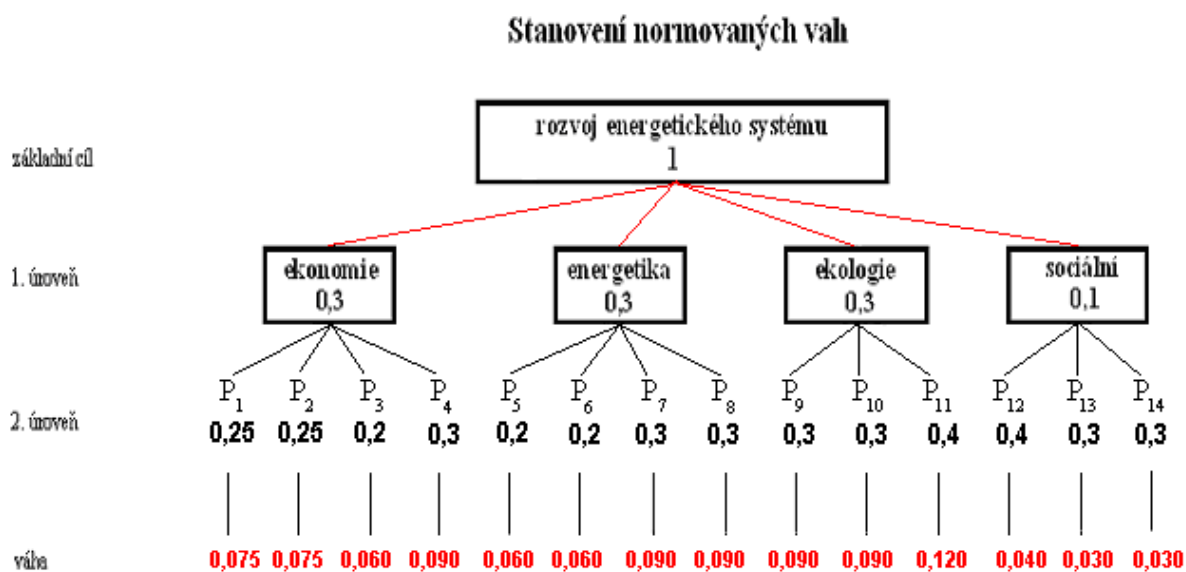 Stanovení normovaných vah
rozvoj energetického systému
1
základní cíl
1. úroveň
ekonomie
0,3
energetika
0,3
ekologie
0,3
sociální
0,1
2. úroveň
P1 P2 P3 P4 P5 P6 P7 P8 P9 P10 P11 P12 P13 P14
0,25 0,25 0,2 0,3 0,2 0,2 0,3 0,3 0,3 0,3 0,4 0,4 0,3 0,3
váha 0,075 0,075 0,060 0,090 0,060 0,060 0,090 0,090 0,090 0,090 0,120 0,040 0,030 0,030